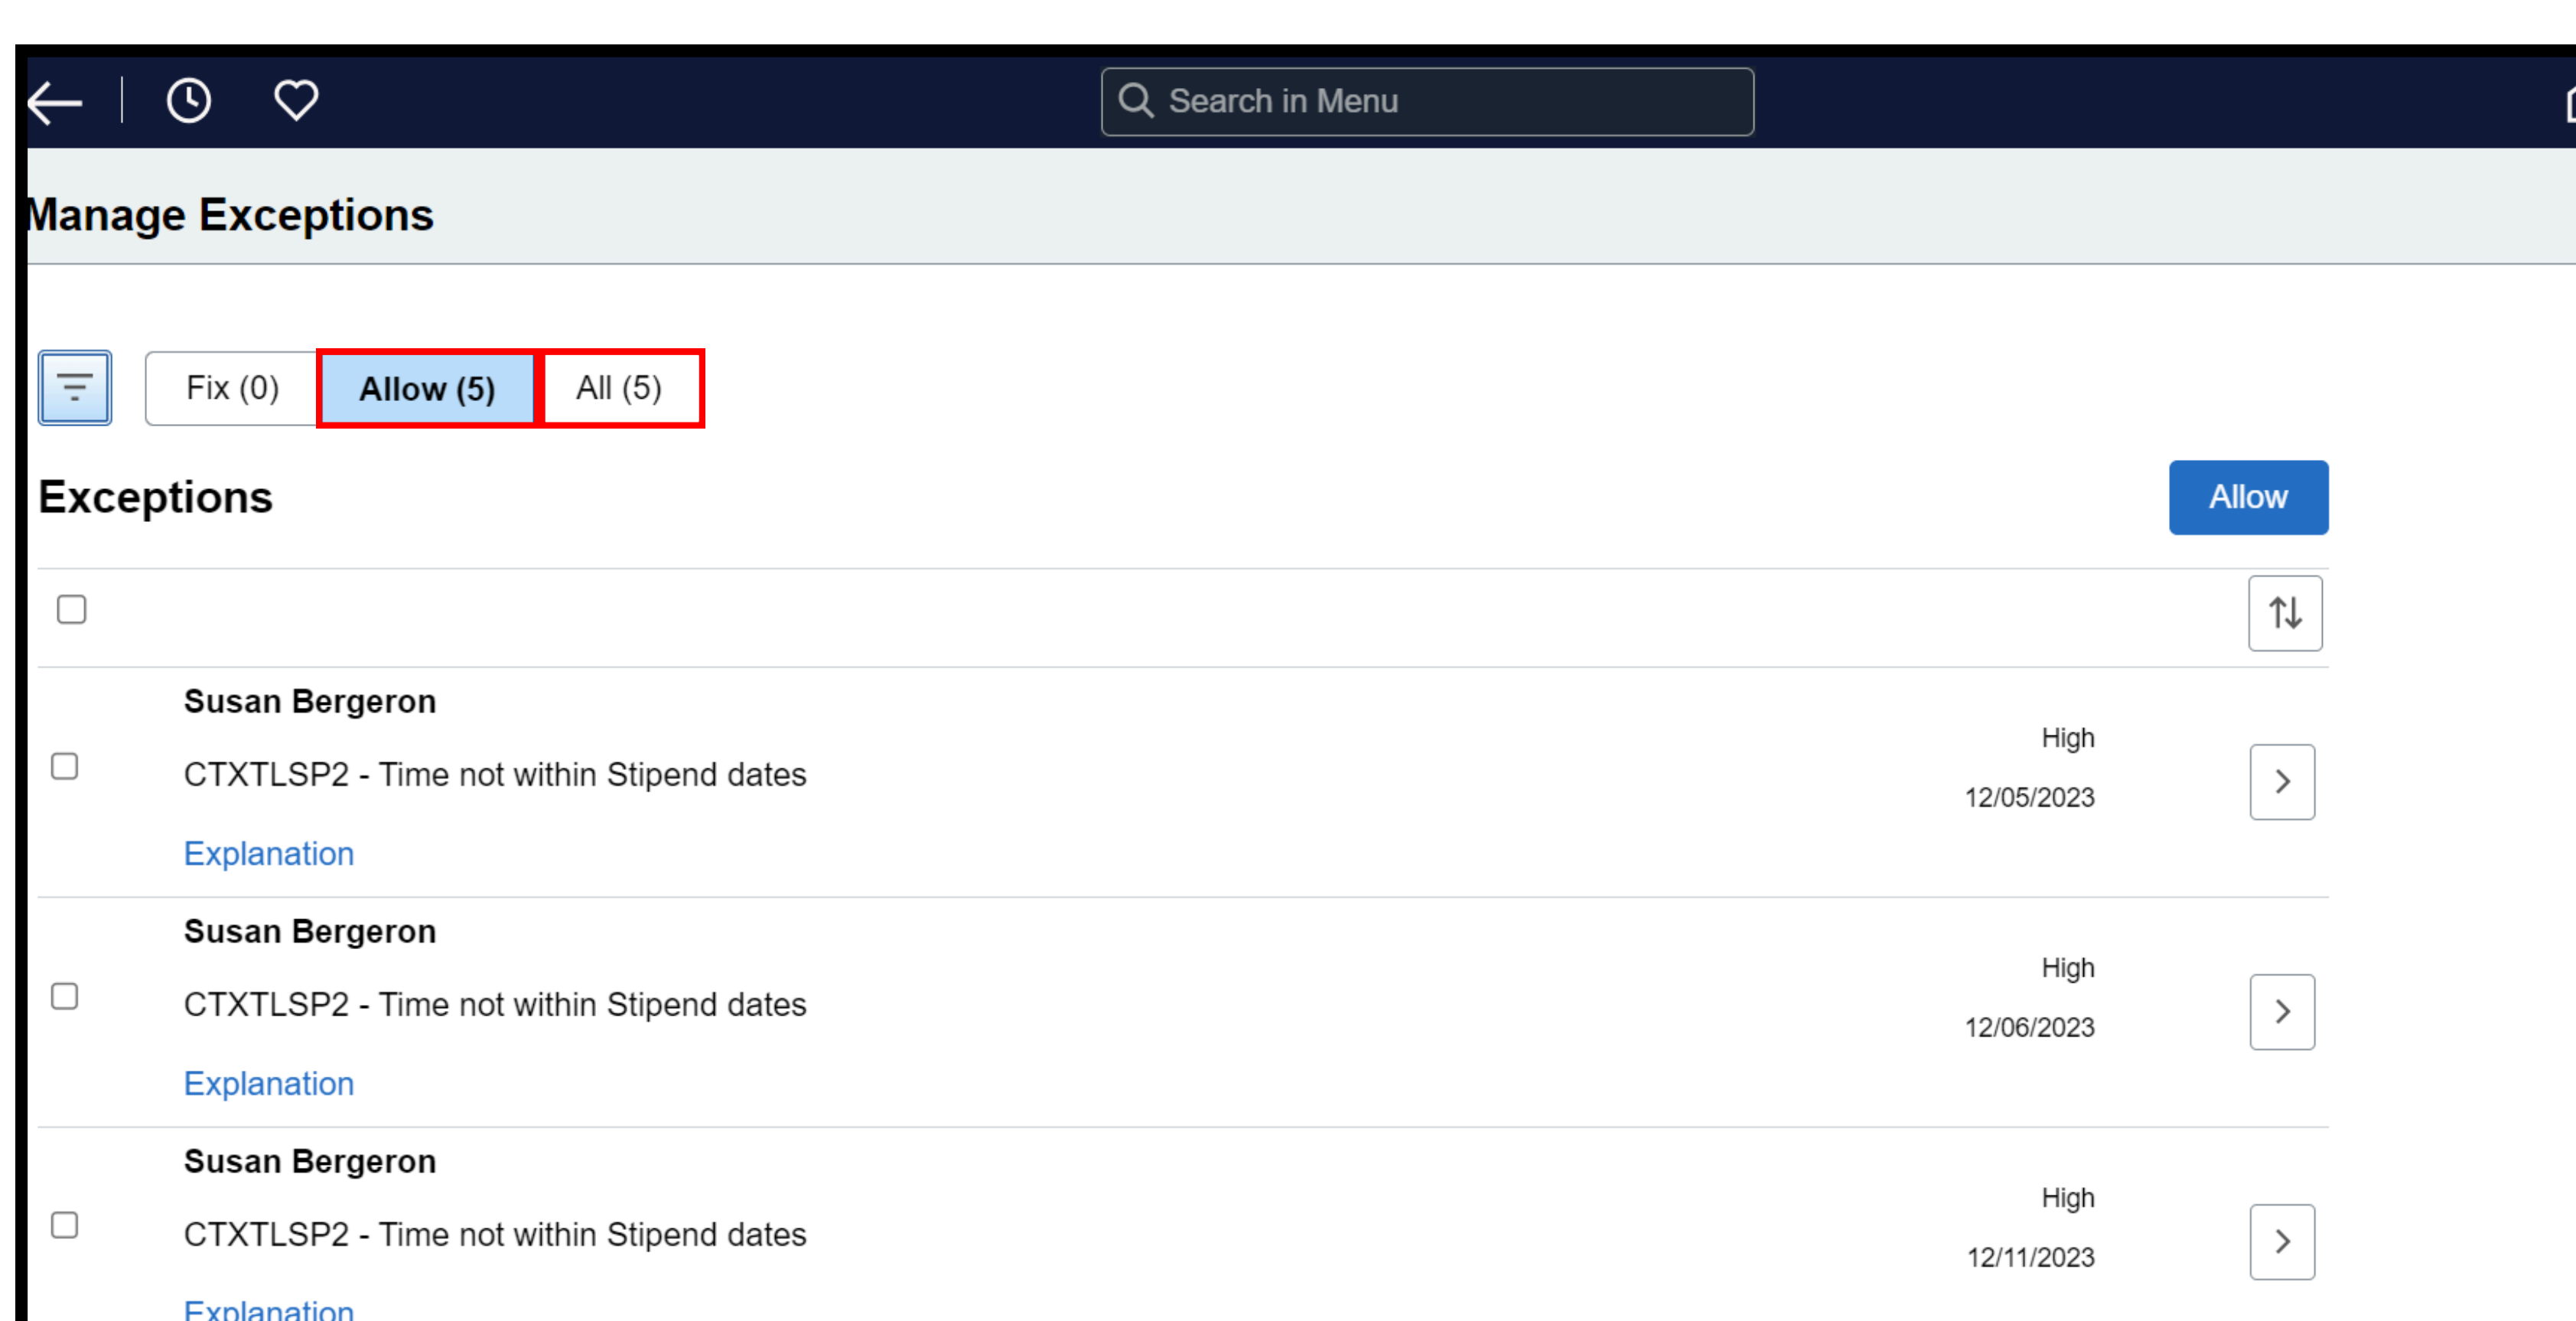 Search in Menu
Manage Exceptions
Fix (0) Allow (5) All (5)
Exceptions Allow
Susan Bergeron
High
CTXTLSP2 - Time not within Stipend dates
12/05/2023
Explanation
Susan Bergeron
High
CTXTLSP2 - Time not within Stipend dates
12/06/2023
Explanation
Susan Bergeron
High
CTXTLSP2 - Time not within Stipend dates
12/11/2023
Explanation